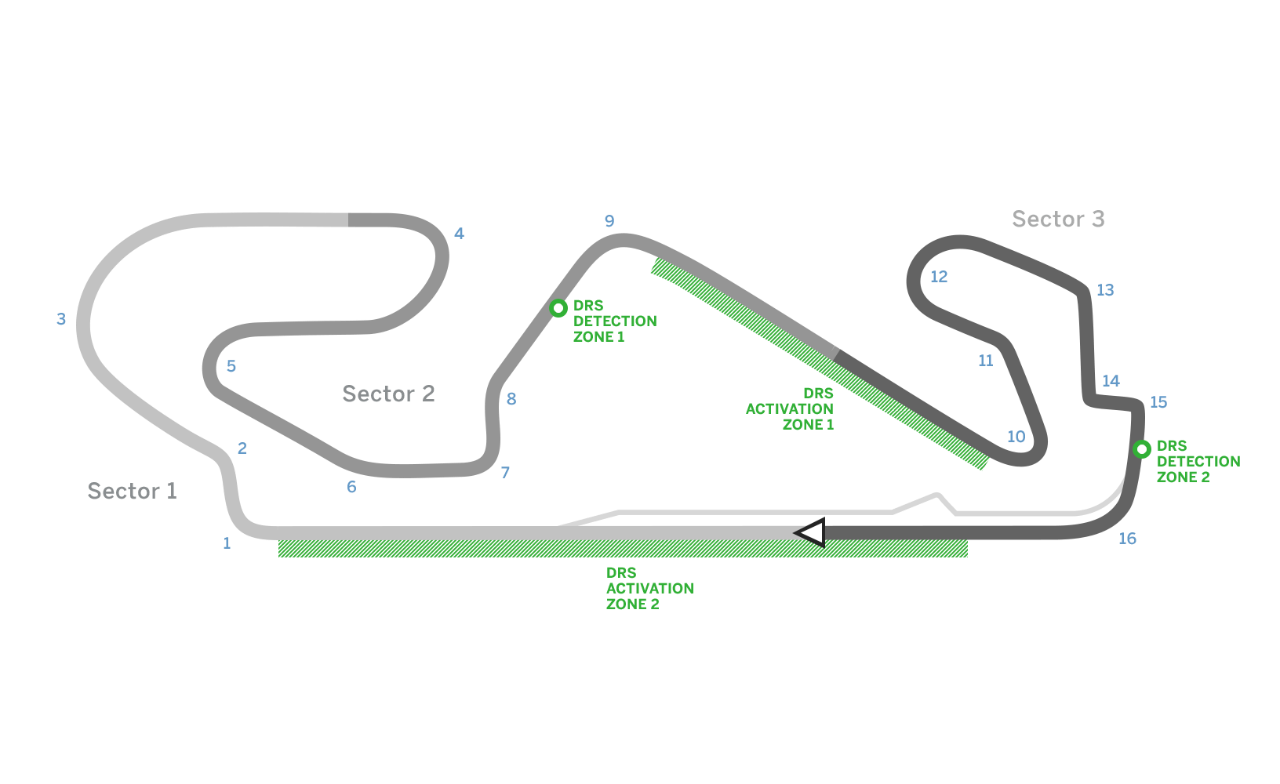 Sector 3
9
4
12
13
DRS
DETECTION
ZONE 1
3
11
5
Sector 2
8
DRS
ACTIVATION
ZONE 1
14
15
2
10
DRS
DETECTION
ZONE 2
7
6
Sector 1
1
16
DRS
ACTIVATION
ZONE 2